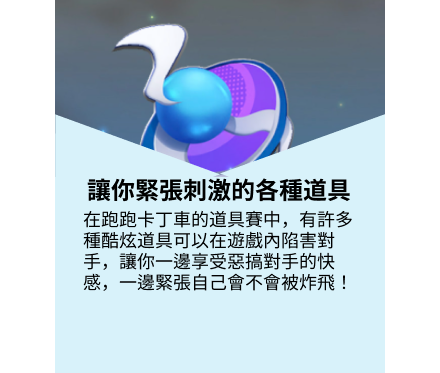 讓你緊張刺激的各種道具
在跑跑卡丁車的道具賽中，有許多
種酷炫道具可以在遊戲內陷害對
手，讓你一邊享受惡搞對手的快
感，一邊緊張自己會不會被炸飛！